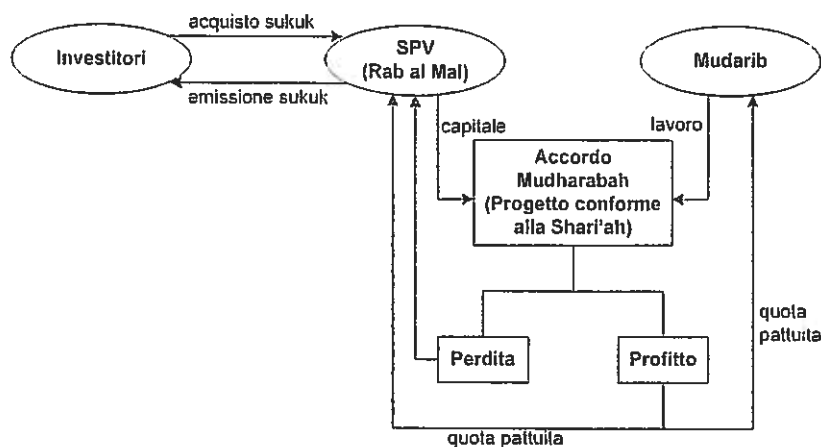 acquisto sukuk
Investitori
SPV
(Rab al Mal)
Mudarib
emissione sukuk
capitale
lavoro
Accordo
Mudharabah
(Progetto conforme
alla Shari'ah)
quota
pattuita
Perdita
Profitto
quota pattuita